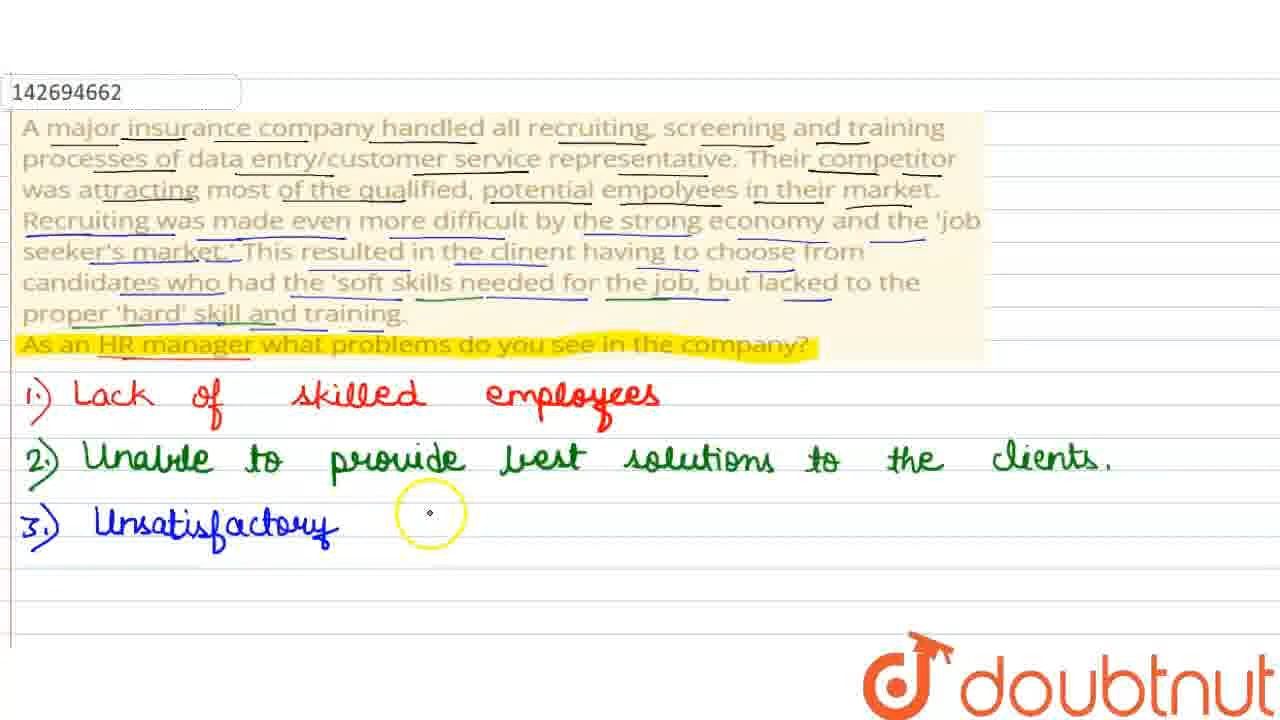 142694662
A major insurance company handled all recruiting, screening and training
processes of data entry/customer service representative. Their competitor
was attracting most of the qualified, potential empolyees in their market.
Recruiting was made even more difficult by the strong economy and the 'job
seeker's market.' This resulted in the clinent having to choose from
candidates who had the 'soft skills needed for the job, but lacked to the
proper 'hard' skill and training.
As an HR manager what problems do you see in the company?
1.) Lack of skilled employees
2.) Unable to provide best solutions to the clients.
3.) Unsatisfactory
doubtnut